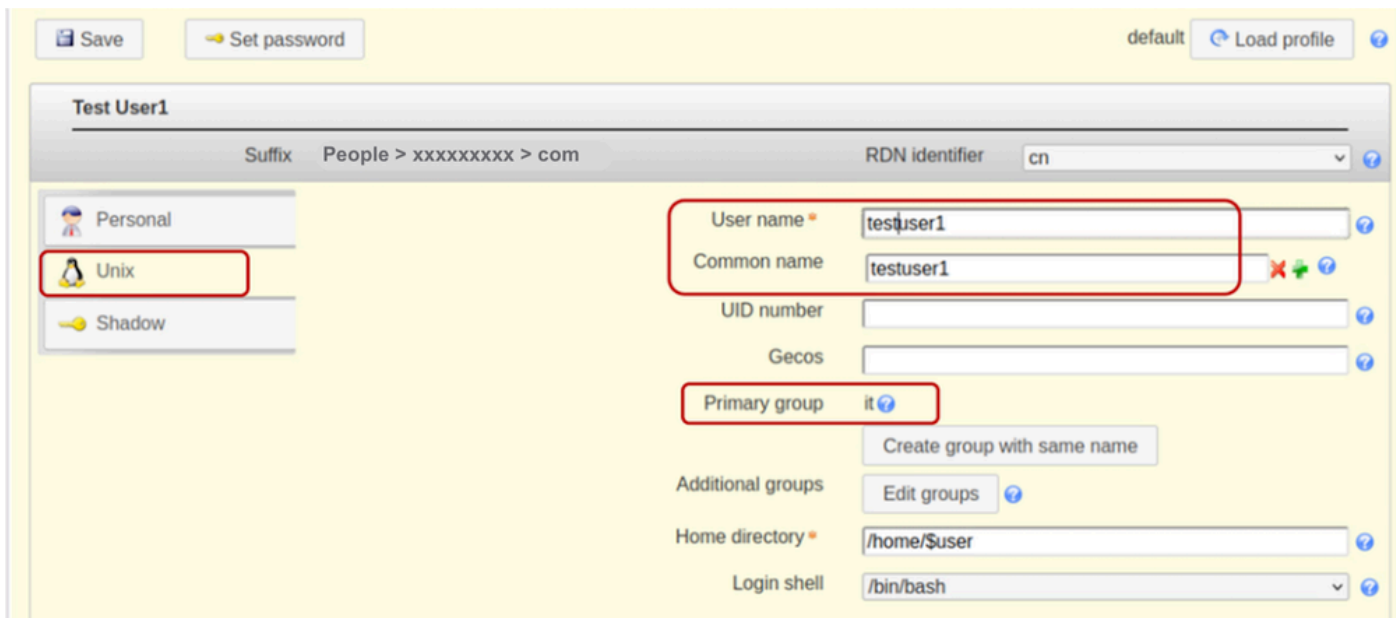 Save Set password default Load profile
Test User1
Suffix People > xxxxxxxxx > com RDN identifier cn
Personal
Unix
Shadow
User name * testuser1
Common name testuser1
UID number
Gecos
Primary group it
Create group with same name
Additional groups Edit groups
Home directory * /home/$user
Login shell /bin/bash